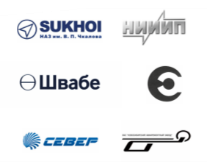 SUKHOI
НАЗ им. В. П. Чкалова
НИИИП
Швабе
СЕВЕР